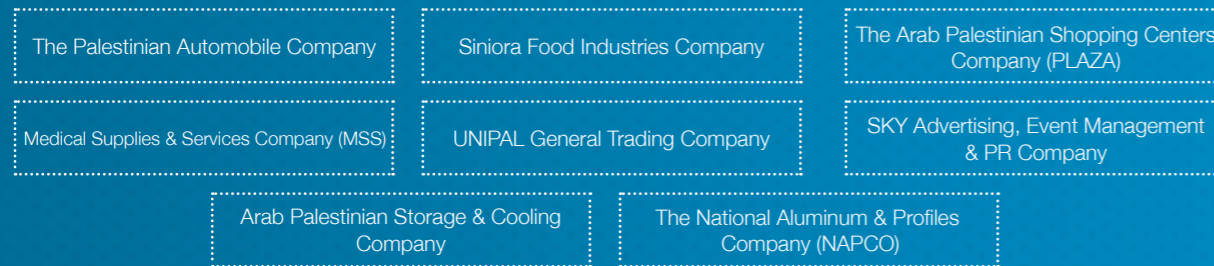 The Palestinian Automobile Company
Siniora Food Industries Company
The Arab Palestinian Shopping Centers
Company (PLAZA)
Medical Supplies & Services Company (MSS)
UNIPAL General Trading Company
SKY Advertising, Event Management
& PR Company
Arab Palestinian Storage & Cooling
Company
The National Aluminum & Profiles
Company (NAPCO)